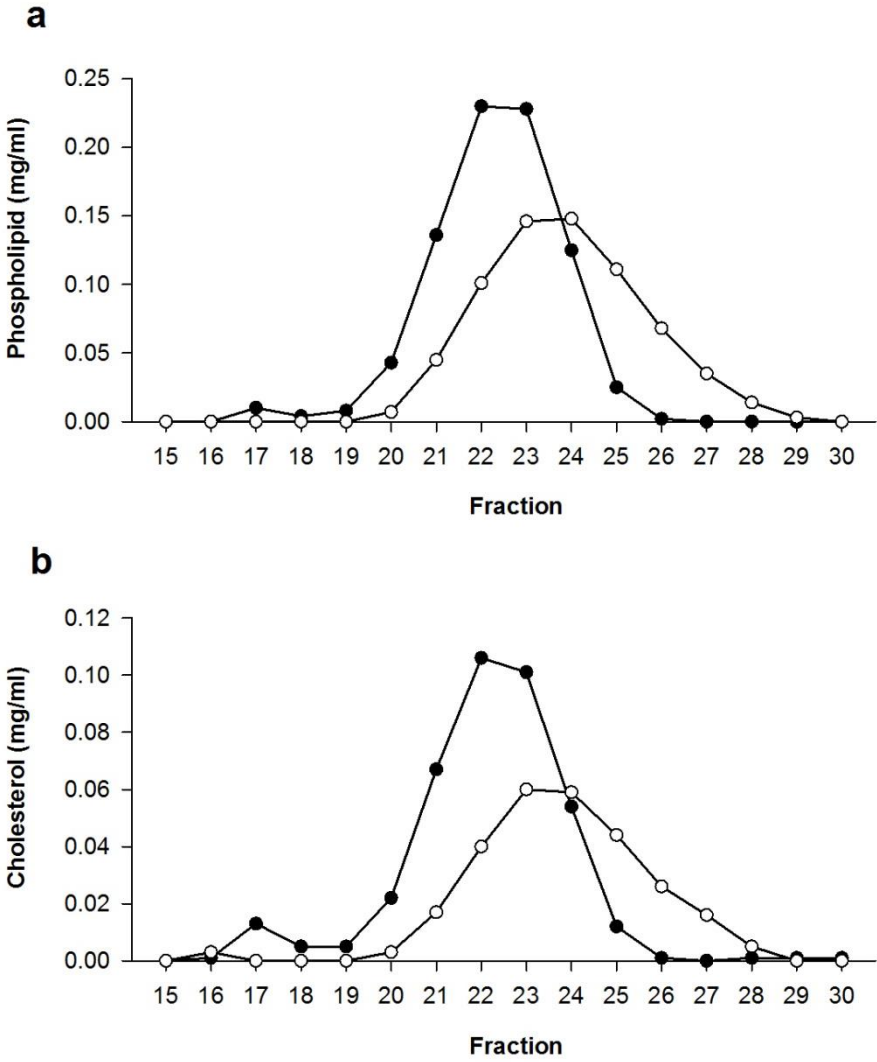 a
Phospholipid (mg/ml)
0.25
0.20
0.15
0.10
0.05
0.00
15 16 17 18 19 20 21 22 23 24 25 26 27 28 29 30
Fraction
b
Cholesterol (mg/ml)
0.12
0.10
0.08
0.06
0.04
0.02
0.00
15 16 17 18 19 20 21 22 23 24 25 26 27 28 29 30
Fraction